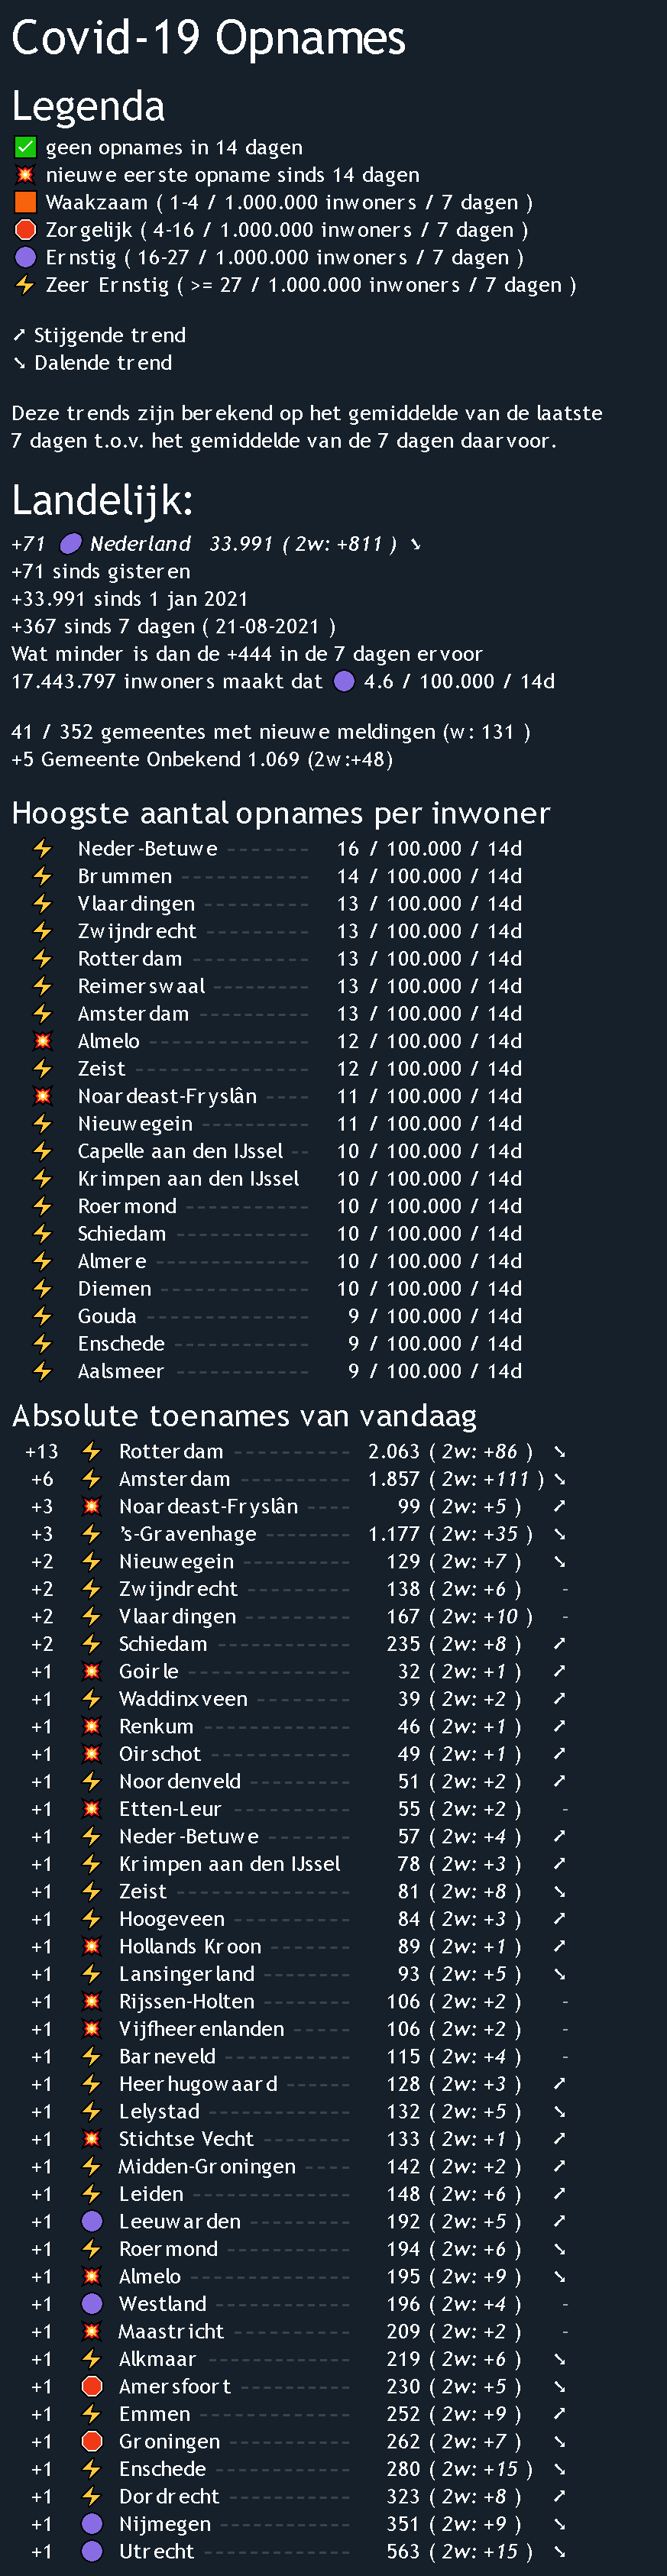 Covid-19 Opnames
Legenda
✅ geen opnames in 14 dagen
💥 nieuwe eerste opname sinds 14 dagen
🟧 Waakzaam ( 1-4 / 1.000.000 inwoners / 7 dagen )
🛑 Zorgelijk ( 4-16 / 1.000.000 inwoners / 7 dagen )
🟣 Ernstig ( 16-27 / 1.000.000 inwoners / 7 dagen )
⚡ Zeer Ernstig ( >= 27 / 1.000.000 inwoners / 7 dagen )
➚ Stijgende trend
➘ Dalende trend
Deze trends zijn berekend op het gemiddelde van de laatste
7 dagen t.o.v. het gemiddelde van de 7 dagen daarvoor.
Landelijk:
+71 🟣 Nederland 33.991 ( 2w: +811 ) ➘
+71 sinds gisteren
+33.991 sinds 1 jan 2021
+367 sinds 7 dagen ( 21-08-2021 )
Wat minder is dan de +444 in de 7 dagen ervoor
17.443.797 inwoners maakt dat 🟣 4.6 / 100.000 / 14d
41 / 352 gemeentes met nieuwe meldingen (w: 131 )
+5 Gemeente Onbekend 1.069 (2w:+48)
Hoogste aantal opnames per inwoner
⚡ Neder-Betuwe ------- 16 / 100.000 / 14d
⚡ Brummen ----------- 14 / 100.000 / 14d
⚡ Vlaardingen --------- 13 / 100.000 / 14d
⚡ Zwijndrecht --------- 13 / 100.000 / 14d
⚡ Rotterdam ---------- 13 / 100.000 / 14d
⚡ Reimerswaal -------- 13 / 100.000 / 14d
⚡ Amsterdam --------- 13 / 100.000 / 14d
💥 Almelo ------------- 12 / 100.000 / 14d
⚡ Zeist -------------- 12 / 100.000 / 14d
💥 Noardeast-Fryslân ---- 11 / 100.000 / 14d
⚡ Nieuwegein --------- 11 / 100.000 / 14d
⚡ Capelle aan den IJssel -- 10 / 100.000 / 14d
⚡ Krimpen aan den IJssel 10 / 100.000 / 14d
⚡ Roermond ---------- 10 / 100.000 / 14d
⚡ Schiedam ----------- 10 / 100.000 / 14d
⚡ Almere ------------ 10 / 100.000 / 14d
⚡ Diemen ------------ 10 / 100.000 / 14d
⚡ Gouda ------------- 9 / 100.000 / 14d
⚡ Enschede ----------- 9 / 100.000 / 14d
⚡ Aalsmeer ----------- 9 / 100.000 / 14d
Absolute toenames van vandaag
+13 ⚡ Rotterdam ---------- 2.063 ( 2w: +86 ) ➘
+6 ⚡ Amsterdam --------- 1.857 ( 2w: +111 ) ➘
+3 💥 Noardeast-Fryslân ---- 99 ( 2w: +5 ) ➚
+3 ⚡ 's-Gravenhage -------- 1.177 ( 2w: +35 ) ➘
+2 ⚡ Nieuwegein --------- 129 ( 2w: +7 ) ➘
+2 ⚡ Zwijndrecht --------- 138 ( 2w: +6 ) -
+2 ⚡ Vlaardingen --------- 167 ( 2w: +10 ) -
+2 ⚡ Schiedam ----------- 235 ( 2w: +8 ) ➚
+1 💥 Goirle ------------- 32 ( 2w: +1 ) ➚
+1 ⚡ Waddinxveen -------- 39 ( 2w: +2 ) ➚
+1 💥 Renkum ------------ 46 ( 2w: +1 ) ➚
+1 💥 Oirschot ----------- 49 ( 2w: +1 ) ➚
+1 ⚡ Noordenveld -------- 51 ( 2w: +2 ) ➚
+1 💥 Etten-Leur ---------- 55 ( 2w: +2 ) -
+1 ⚡ Neder-Betuwe ------- 57 ( 2w: +4 ) ➚
+1 ⚡ Krimpen aan den IJssel 78 ( 2w: +3 ) ➚
+1 ⚡ Zeist -------------- 81 ( 2w: +8 ) ➘
+1 ⚡ Hoogeveen ---------- 84 ( 2w: +3 ) ➚
+1 💥 Hollands Kroon ------- 89 ( 2w: +1 ) ➚
+1 ⚡ Lansingerland ------- 93 ( 2w: +5 ) ➘
+1 💥 Rijssen-Holten ------- 106 ( 2w: +2 ) -
+1 💥 Vijfheerenlanden ----- 106 ( 2w: +2 ) -
+1 ⚡ Barneveld ---------- 115 ( 2w: +4 ) -
+1 ⚡ Heerhugowaard ----- 128 ( 2w: +3 ) ➚
+1 ⚡ Lelystad ----------- 132 ( 2w: +5 ) ➘
+1 💥 Stichtse Vecht ------- 133 ( 2w: +1 ) ➚
+1 ⚡ Midden-Groningen ---- 142 ( 2w: +2 ) ➚
+1 ⚡ Leiden ------------- 148 ( 2w: +6 ) ➚
+1 🟣 Leeuwarden -------- 192 ( 2w: +5 ) ➚
+1 ⚡ Roermond ---------- 194 ( 2w: +6 ) ➘
+1 💥 Almelo ------------- 195 ( 2w: +9 ) ➘
+1 🟣 Westland ----------- 196 ( 2w: +4 ) -
+1 💥 Maastricht ---------- 209 ( 2w: +2 ) -
+1 ⚡ Alkmaar ------------ 219 ( 2w: +6 ) ➘
+1 🛑 Amersfoort --------- 230 ( 2w: +5 ) ➘
+1 ⚡ Emmen ------------ 252 ( 2w: +9 ) ➚
+1 🛑 Groningen ---------- 262 ( 2w: +7 ) ➘
+1 ⚡ Enschede ----------- 280 ( 2w: +15 ) ➘
+1 ⚡ Dordrecht ---------- 323 ( 2w: +8 ) ➚
+1 🟣 Nijmegen ----------- 351 ( 2w: +9 ) ➘
+1 🟣 Utrecht ------------ 563 ( 2w: +15 ) ➘